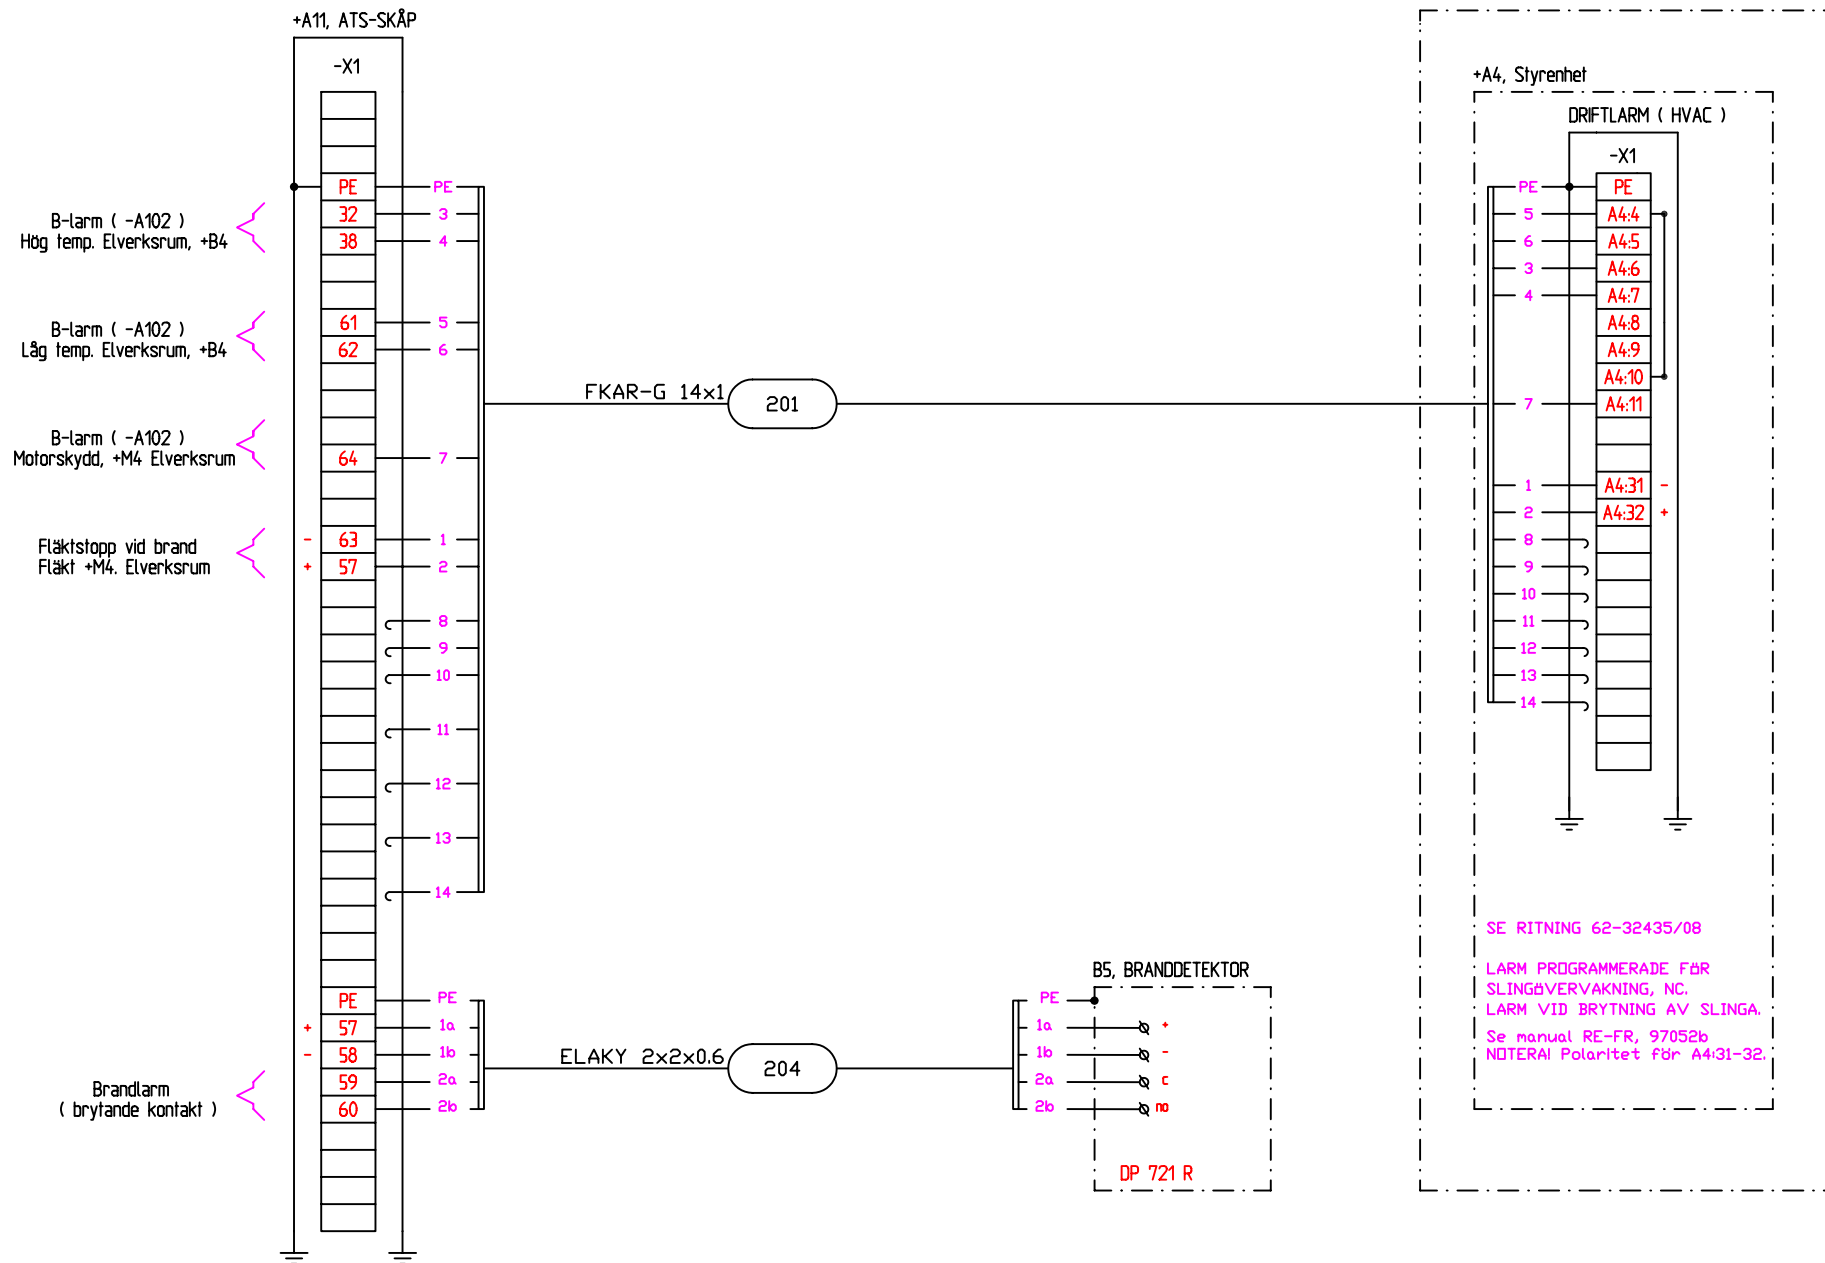 +A11, ATS-SKÅP
-X1
PE PE
B-larm ( -A102 )
Hög temp. Elverksrum, +B4
32 3
38 4
B-larm ( -A102 )
Låg temp. Elverksrum, +B4
61 5
62 6
B-larm ( -A102 )
Motorskydd, +M4 Elverksrum
64 7
Fläktstopp vid brand
Fläkt +M4. Elverksrum
- 63 1
+ 57 2
8
9
10
11
12
13
14
FKAR-G 14x1
201
+A4, Styrenhet
DRIFTLARM ( HVAC )
-X1
PE PE
5 A4:4
6 A4:5
3 A4:6
4 A4:7
A4:8
A4:9
A4:10
7 A4:11
1 A4:31 -
2 A4:32 +
8
9
10
11
12
13
14
SE RITNING 62-32435/08
LARM PROGRAMMERADE FÖR
SLINGÖVERVAKNING, NC.
LARM VID BRYTNING AV SLINGA.
Se manual RE-FR, 97052b
NOTERA! Polaritet för A4:31-32.
PE PE
+ 57 1a
- 58 1b
59 2a
60 2b
Brandlarm
( brytande kontakt )
ELAKY 2x2x0.6
204
B5, BRANDDETEKTOR
PE
1a +
1b -
2a c
2b no
DP 721 R